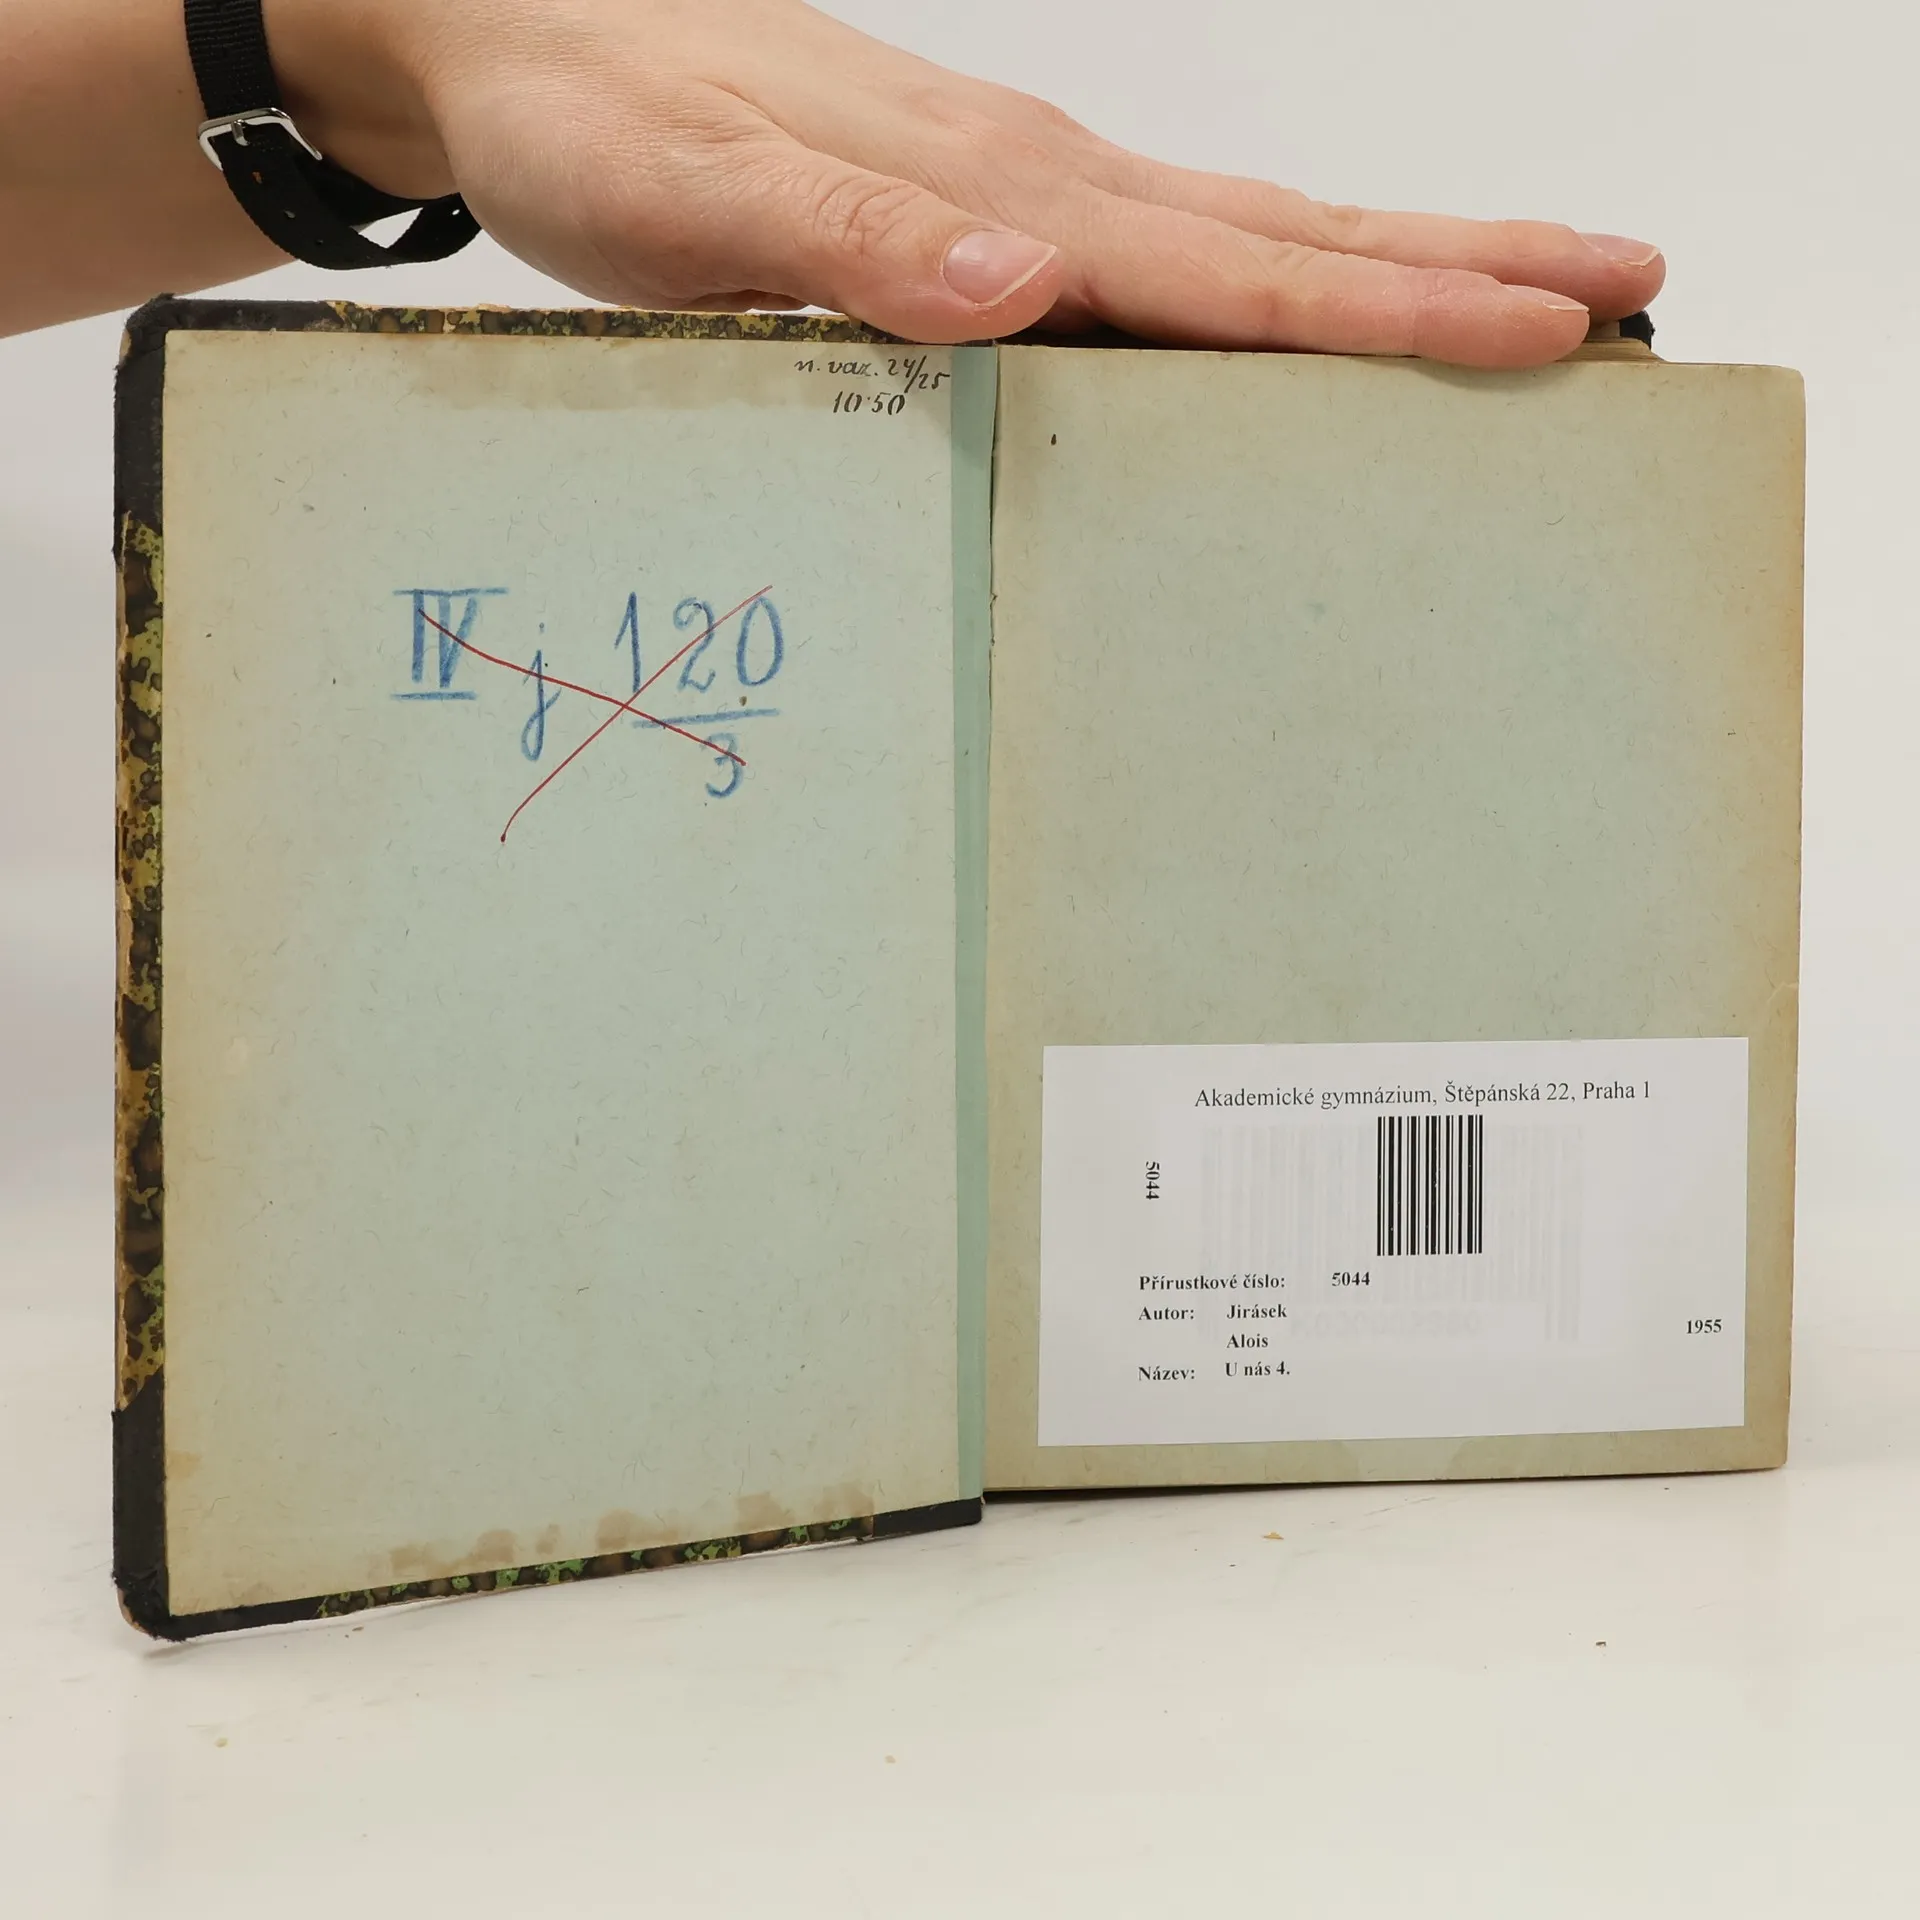 n. vaz. 24/25
10·50
IV j 120
3
Akademické gymnázium, Štěpánská 22, Praha 1
5044
Přírustkové číslo: 5044
Autor: Jirásek
Alois
1955
Název: U nás 4.